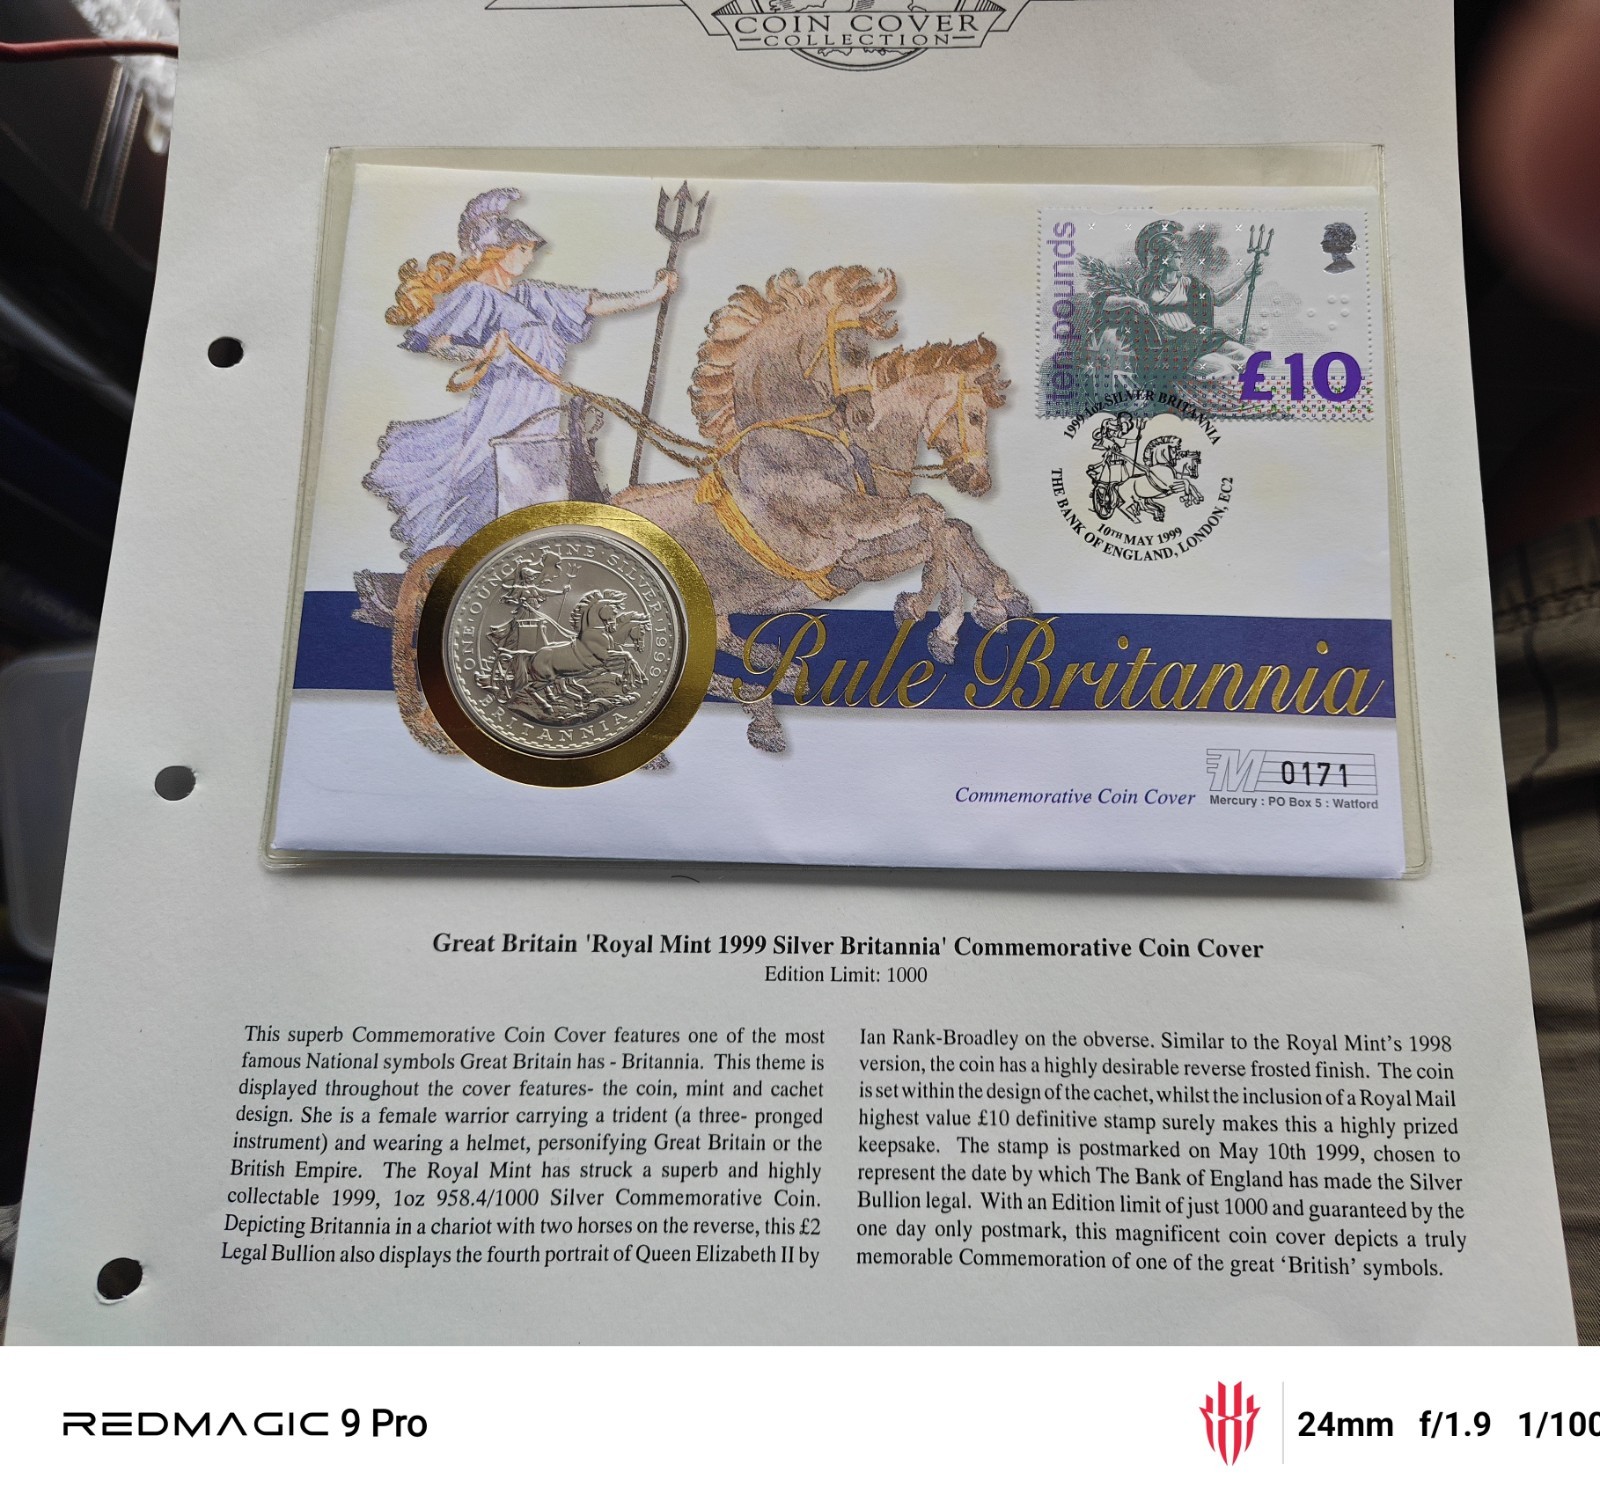 COIN COVER
COLLECTION
ten pounds
£10
1999 1oz SILVER BRITANNIA
10TH MAY 1999
THE BANK OF ENGLAND, LONDON, EC2
ONE · OUNCE · FINE · SILVER · 1999
BRITANNIA
Rule Britannia
Commemorative Coin Cover
M 0171
Mercury : PO Box 5 : Watford
Great Britain 'Royal Mint 1999 Silver Britannia' Commemorative Coin Cover
Edition Limit: 1000
This superb Commemorative Coin Cover features one of the most
famous National symbols Great Britain has - Britannia. This theme is
displayed throughout the cover features- the coin, mint and cachet
design. She is a female warrior carrying a trident (a three- pronged
instrument) and wearing a helmet, personifying Great Britain or the
British Empire. The Royal Mint has struck a superb and highly
collectable 1999, 1oz 958.4/1000 Silver Commemorative Coin.
Depicting Britannia in a chariot with two horses on the reverse, this £2
Legal Bullion also displays the fourth portrait of Queen Elizabeth II by
Ian Rank-Broadley on the obverse. Similar to the Royal Mint's 1998
version, the coin has a highly desirable reverse frosted finish. The coin
is set within the design of the cachet, whilst the inclusion of a Royal Mail
highest value £10 definitive stamp surely makes this a highly prized
keepsake. The stamp is postmarked on May 10th 1999, chosen to
represent the date by which The Bank of England has made the Silver
Bullion legal. With an Edition limit of just 1000 and guaranteed by the
one day only postmark, this magnificent coin cover depicts a truly
memorable Commemoration of one of the great 'British' symbols.
REDMAGIC 9 Pro
24mm f/1.9 1/100